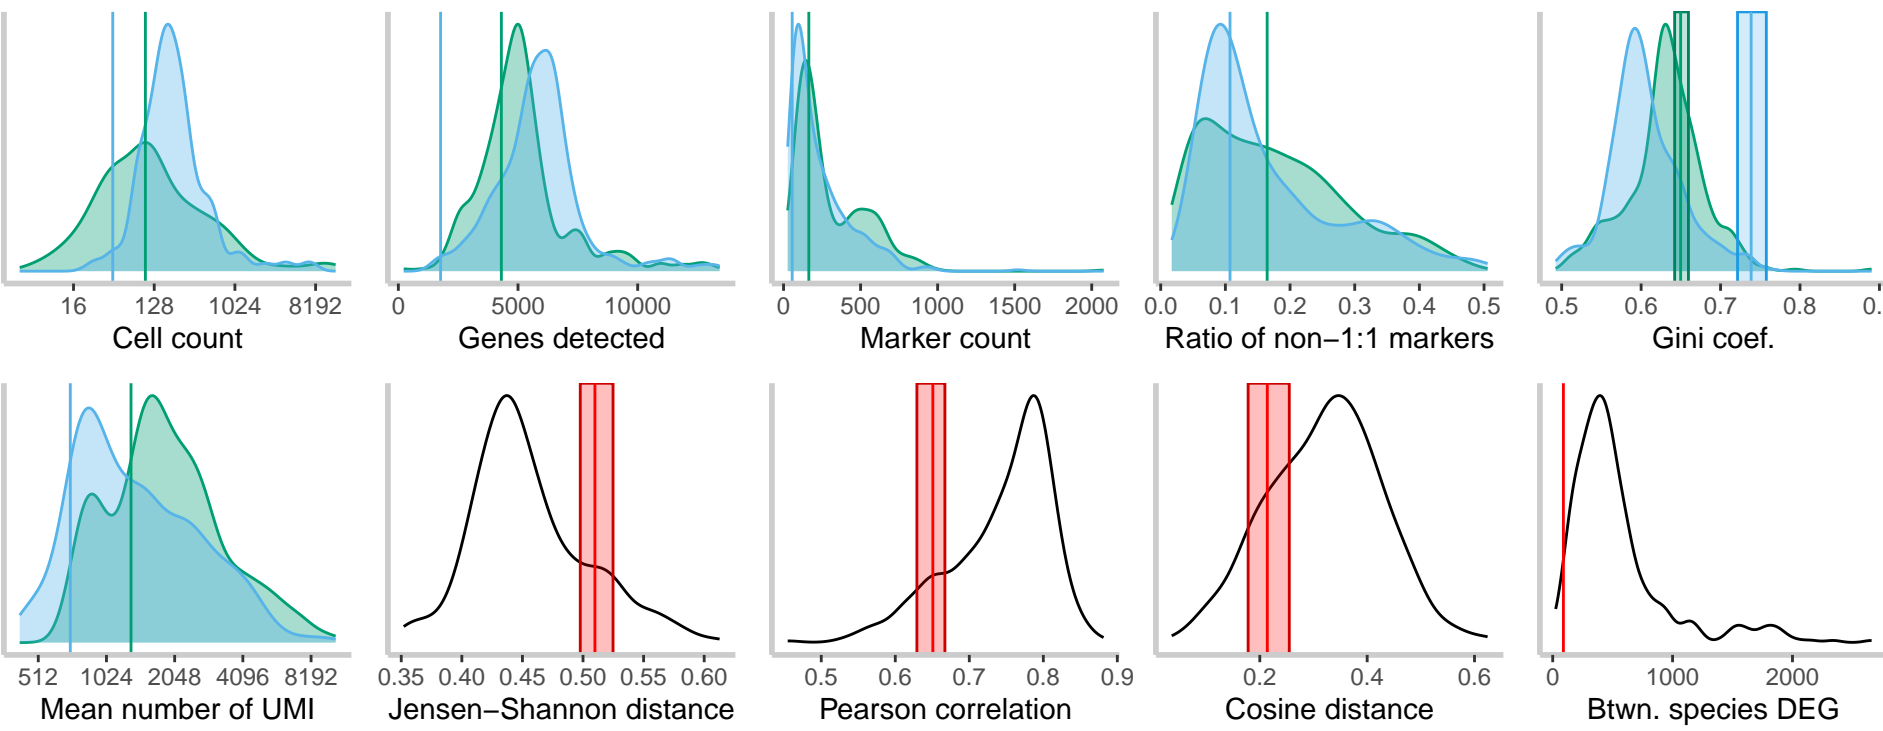 16 128 1024 8192
Cell count
0 5000 10000
Genes detected
0 500 1000 1500 2000
Marker count
0.0 0.1 0.2 0.3 0.4 0.5
Ratio of non−1:1 markers
0.5 0.6 0.7 0.8 0.
Gini coef.
512 1024 2048 4096 8192
Mean number of UMI
0.35 0.40 0.45 0.50 0.55 0.60
Jensen−Shannon distance
0.5 0.6 0.7 0.8 0.9
Pearson correlation
0.2 0.4 0.6
Cosine distance
0 1000 2000
Btwn. species DEG